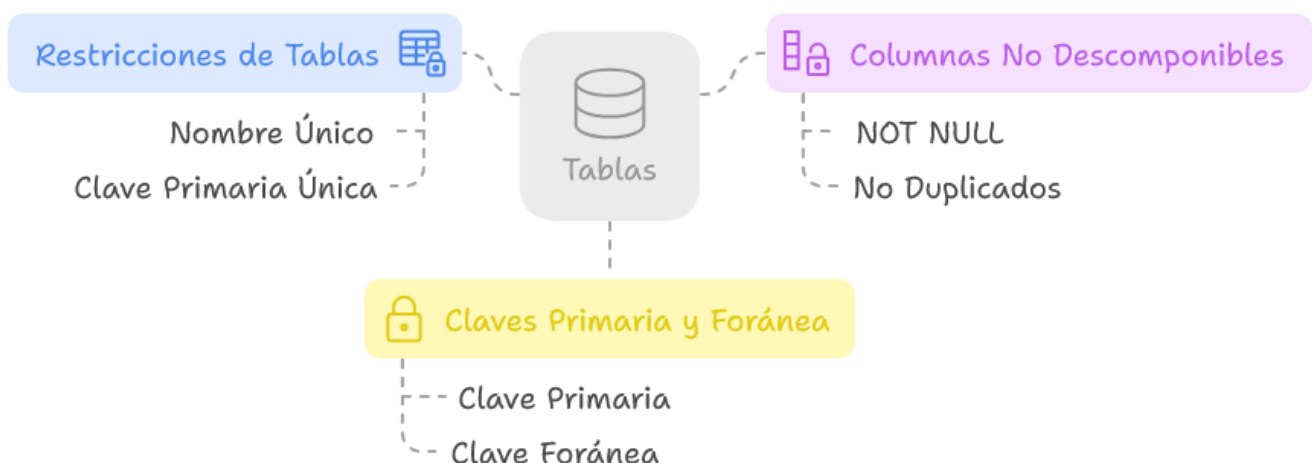 Restricciones de Tablas
Nombre Único
Clave Primaria Única
Tablas
Columnas No Descomponibles
NOT NULL
No Duplicados
Claves Primaria y Foránea
Clave Primaria
Clave Foránea